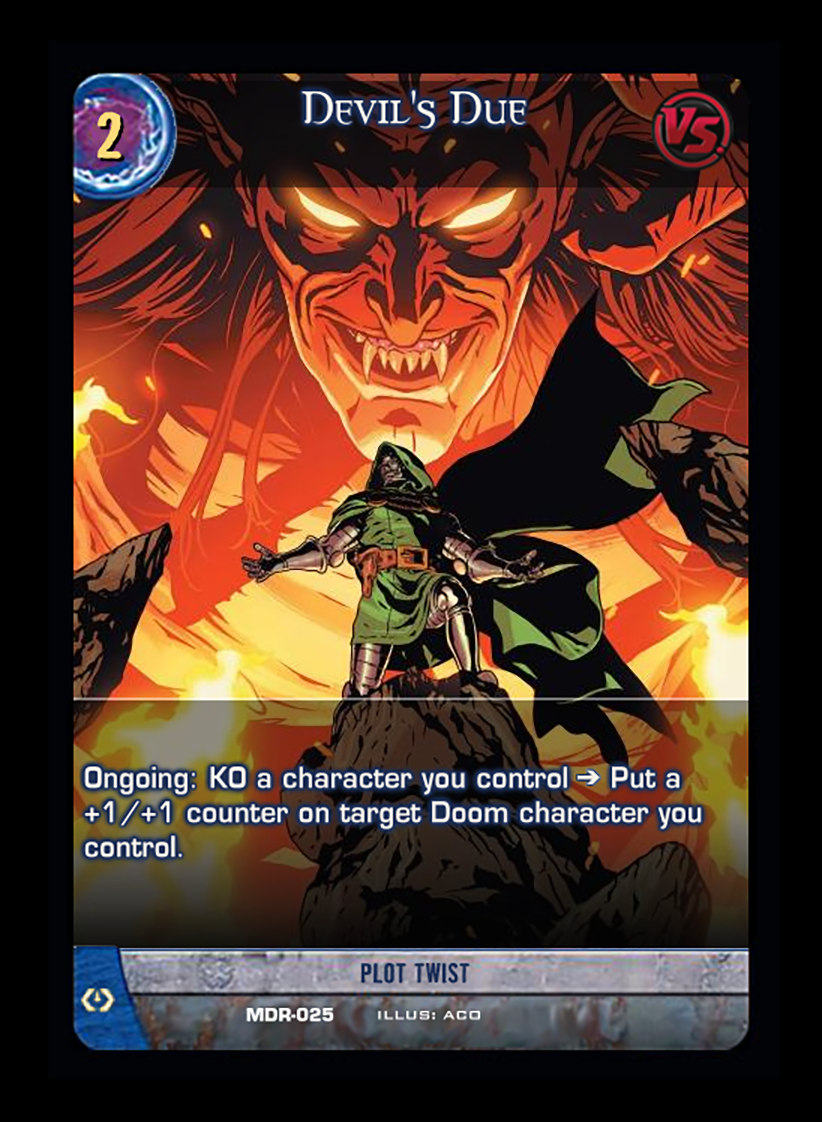 Devil's Due
2
VS.
Ongoing: KO a character you control ➔ Put a
+1/+1 counter on target Doom character you
control.
PLOT TWIST
MDR-025 ILLUS: ACO